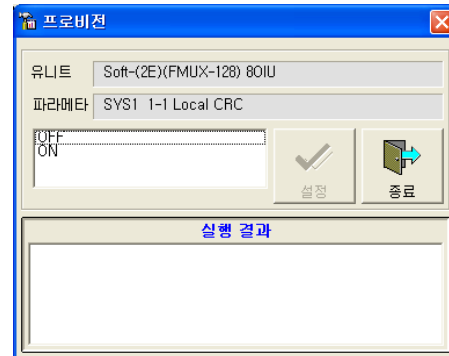 프로비젼
유니트 Soft-(2E)(FMUX-128) 8OIU
파라메타 SYS1 1-1 Local CRC
OFF
ON
설정
종료
실행 결과